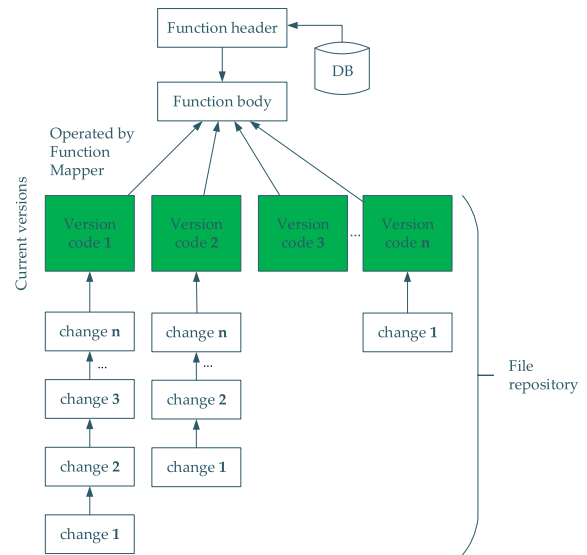 Function header
DB
Function body
Operated by
Function
Mapper
Current versions
Version
code 1
Version
code 2
Version
code 3
...
Version
code n
change n
change n
change 1
...
...
change 3
change 2
change 2
change 1
change 1
File
repository